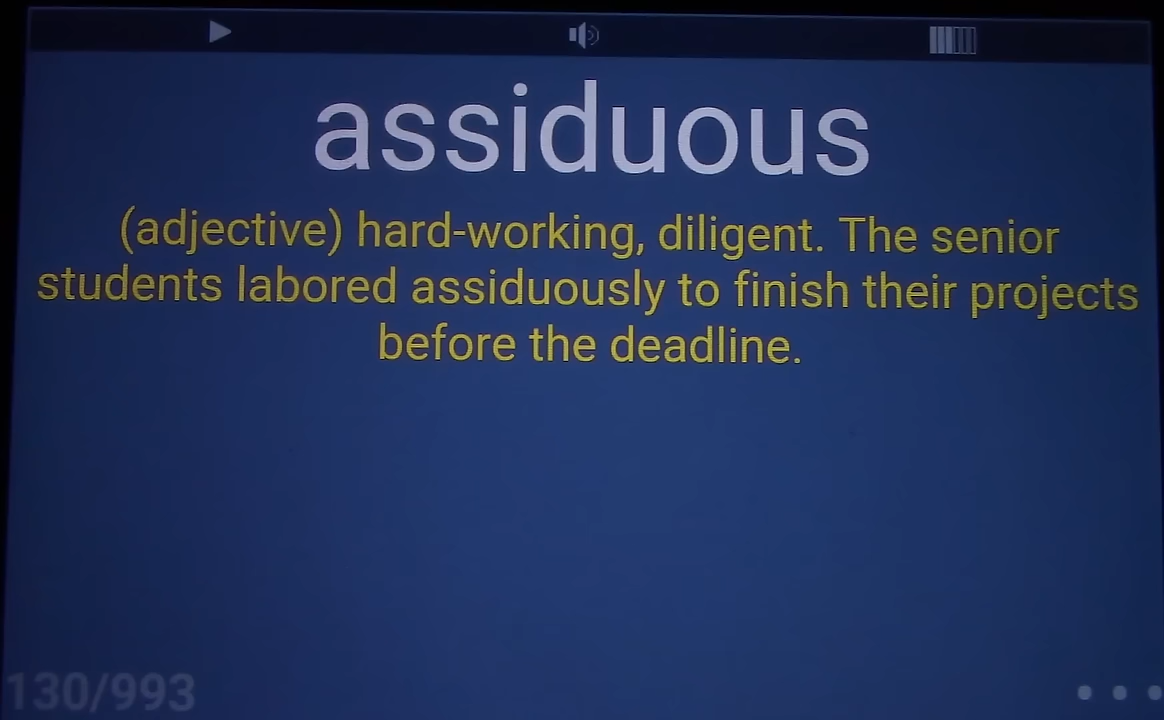 assiduous
(adjective) hard-working, diligent. The senior
students labored assiduously to finish their projects
before the deadline.
130/993